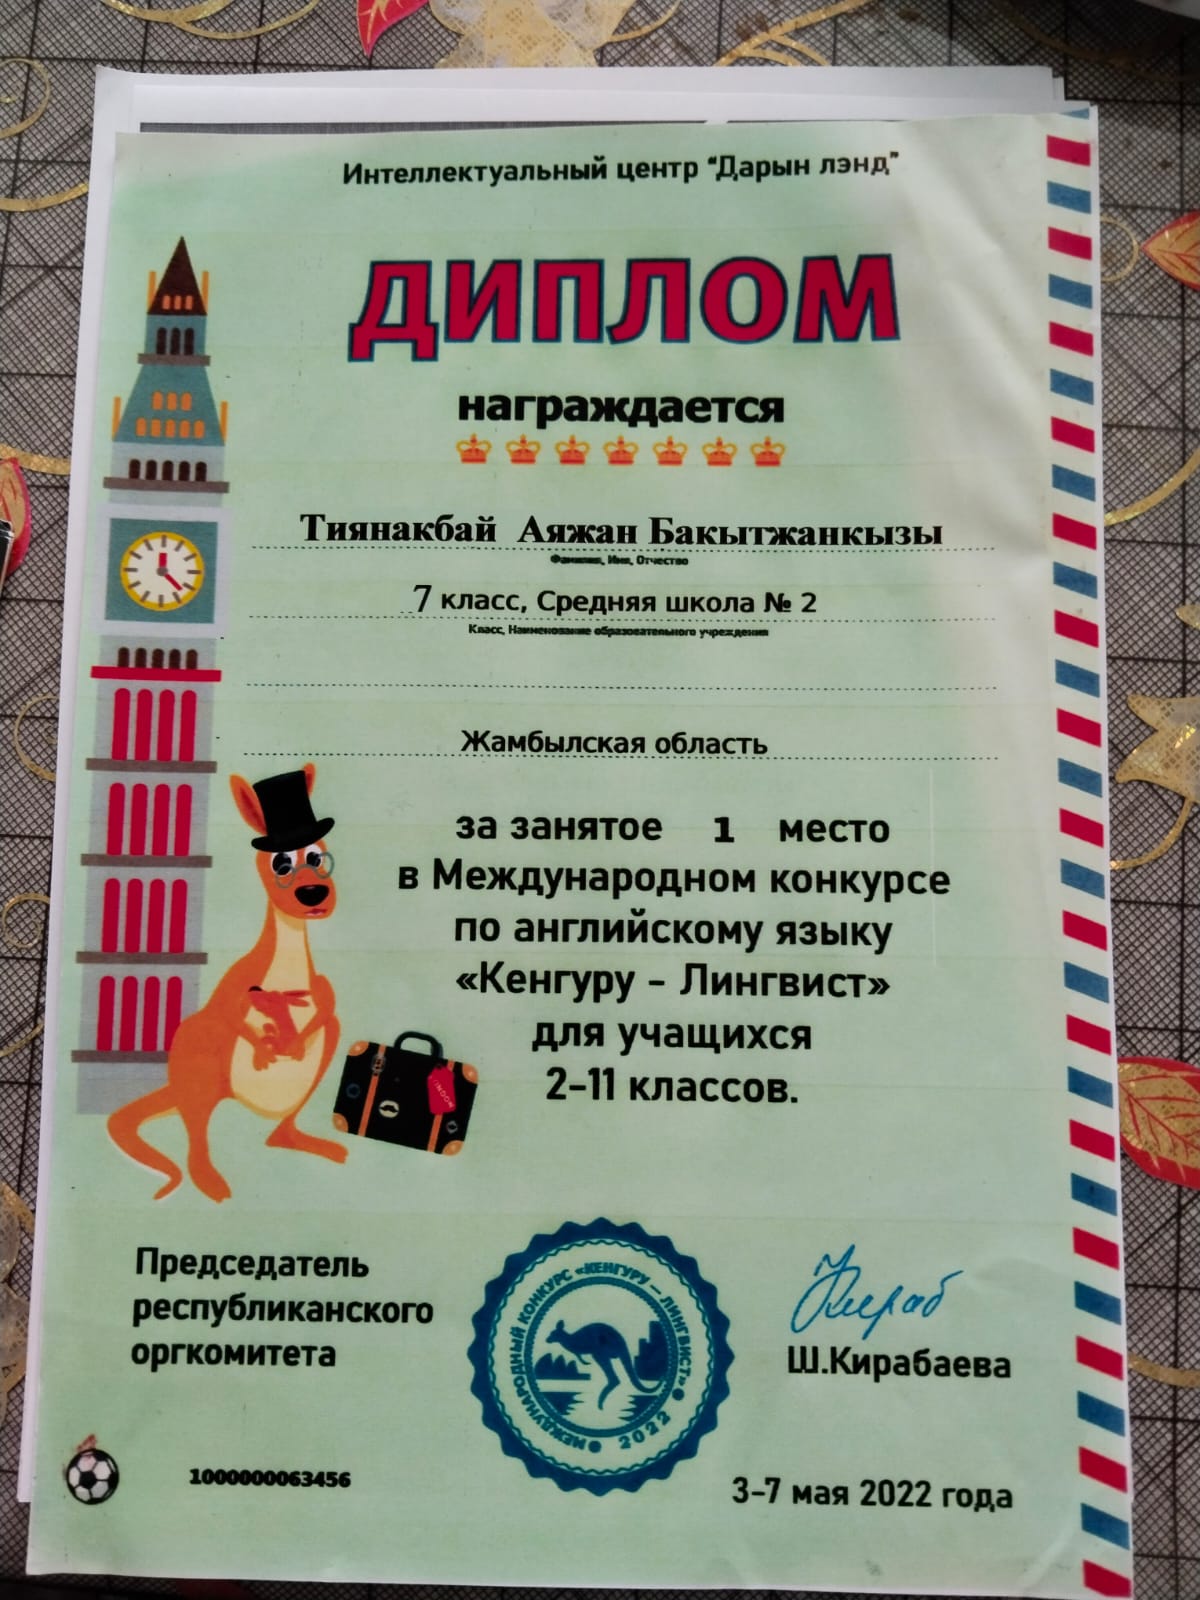 Интеллектуальный центр "Дарын лэнд"
ДИПЛОМ
награждается
Тиянакбай Аяжан Бакытжанкызы
Фамилия, Имя, Отчество
7 класс, Средняя школа № 2
Класс, Наименование образовательного учреждения
Жамбылская область
за занятое 1 место
в Международном конкурсе
по английскому языку
«Кенгуру - Лингвист»
для учащихся
2-11 классов.
Председатель
республиканского
оргкомитета
МЕЖДУНАРОДНЫЙ КОНКУРС «КЕНГУРУ — ЛИНГВИСТ»
2022
Ш.Кирабаева
1000000063456
3-7 мая 2022 года